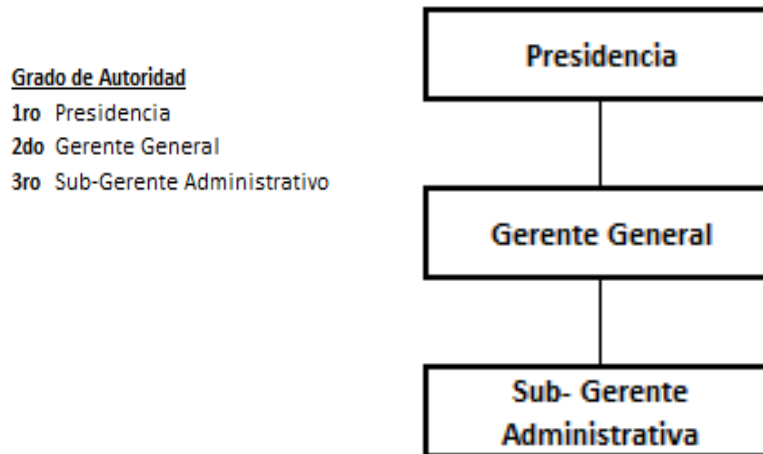 Grado de Autoridad
1ro Presidencia
2do Gerente General
3ro Sub-Gerente Administrativo
Presidencia
Gerente General
Sub- Gerente
Administrativa